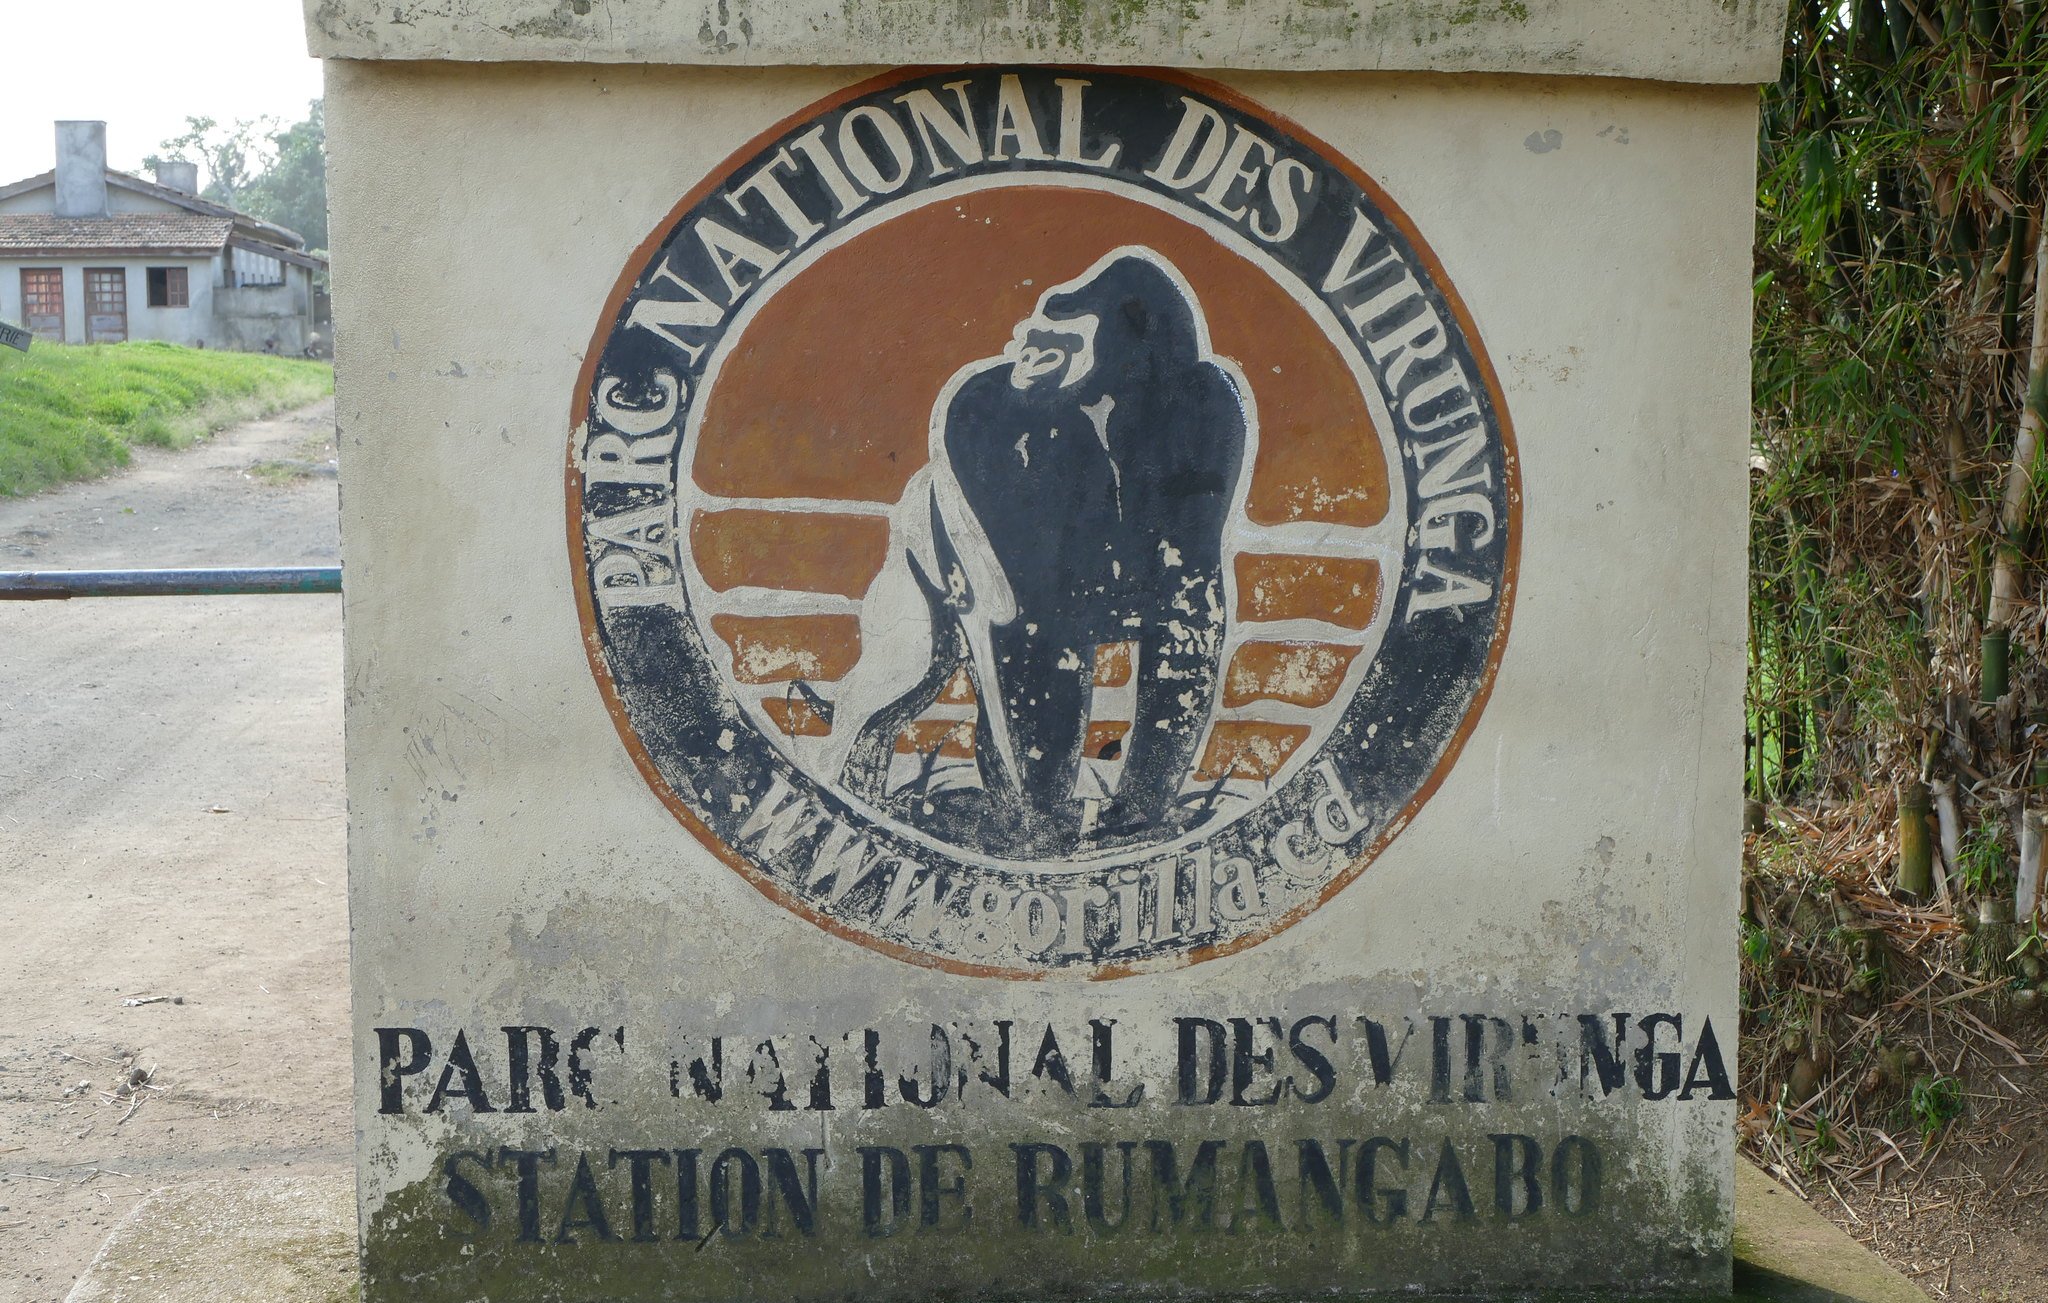 PARC NATIONAL DES VIRUNGA
www.gorilla.cd
PARC NATIONAL DES VIRUNGA
STATION DE RUMANGABO